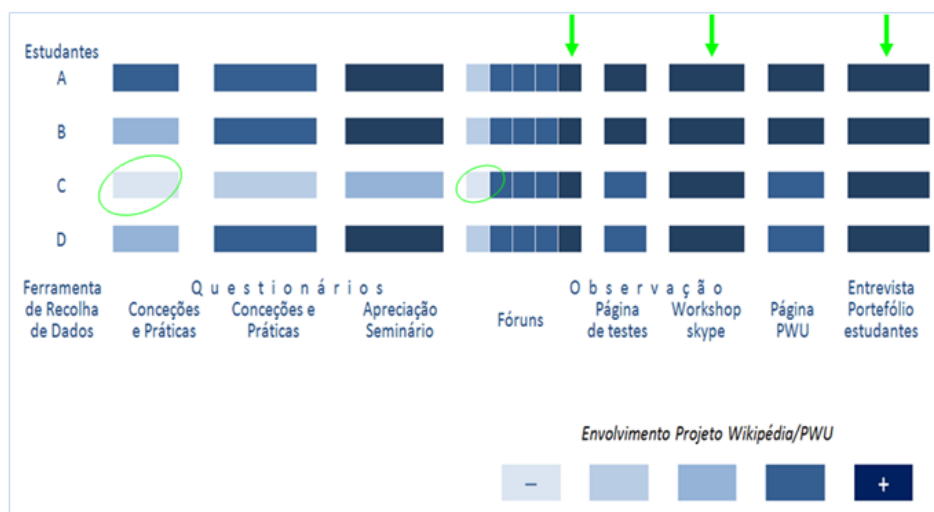 Estudantes
A
B
C
D
Ferramenta
de Recolha
de Dados
Q u e s t i o n á r i o s
Conceções
e Práticas
Conceções e
Práticas
Apreciação
Seminário
O b s e r v a ç ã o
Fóruns
Página
de testes
Workshop
skype
Página
PWU
Entrevista
Portefólio
estudantes
Envolvimento Projeto Wikipédia/PWU
– +